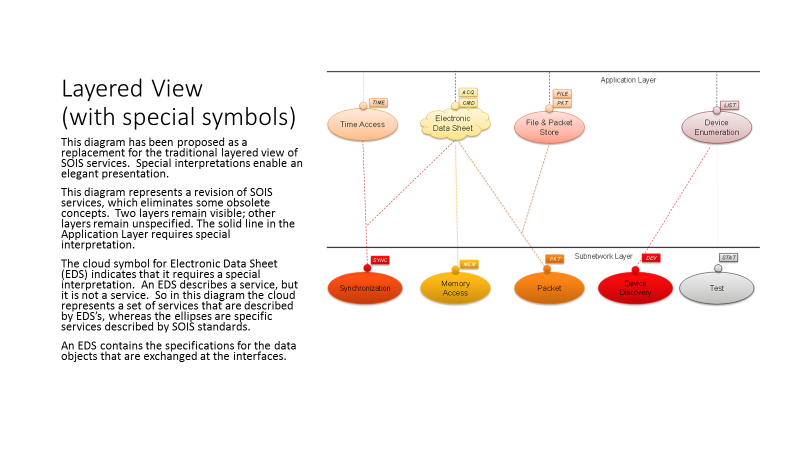 Layered View
(with special symbols)
This diagram has been proposed as a
replacement for the traditional layered view of
SOIS services.  Special interpretations enable an
elegant presentation.
This diagram represents a revision of SOIS
services, which eliminates some obsolete
concepts.  Two layers remain visible; other
layers remain unspecified. The solid line in the
Application Layer requires special
interpretation.
The cloud symbol for Electronic Data Sheet
(EDS) indicates that it requires a special
interpretation.  An EDS describes a service, but
it is not a service.  So in this diagram the cloud
represents a set of services that are described
by EDS’s, whereas the ellipses are specific
services described by SOIS standards.
An EDS contains the specifications for the data
objects that are exchanged at the interfaces.
Application Layer
TIME
ACQ
CMD
FILE
PKT
LIST
Time Access
Electronic
Data Sheet
File & Packet
Store
Device
Enumeration
Subnetwork Layer
SYNC
MEM
PKT
DEV
STAT
Synchronization
Memory
Access
Packet
Device
Discovery
Test